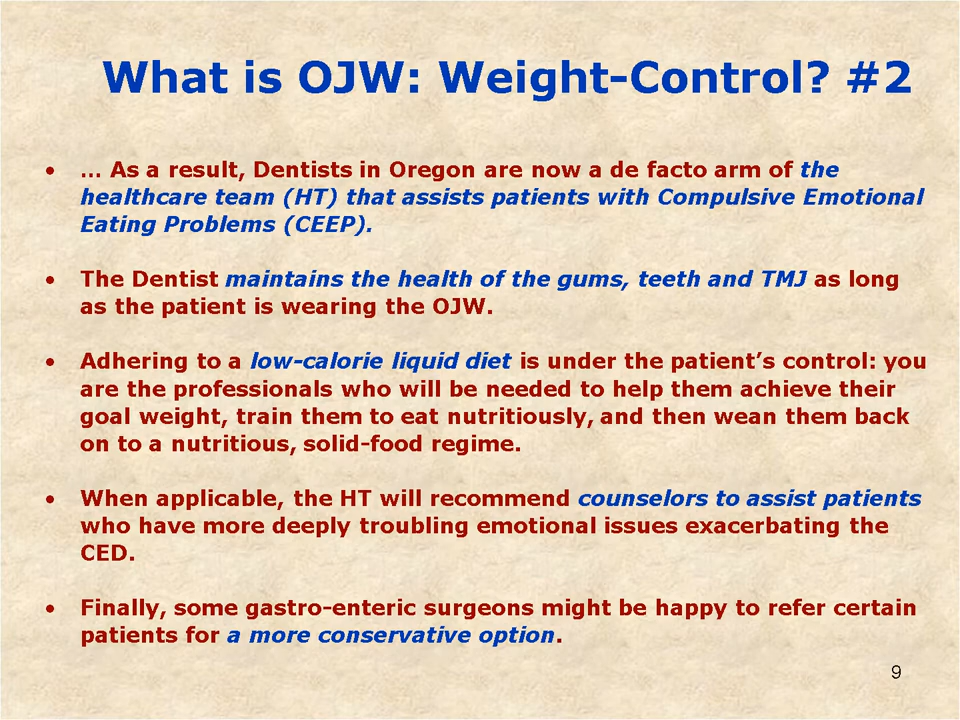 What is OJW: Weight-Control? #2
• … As a result, Dentists in Oregon are now a de facto arm of the
healthcare team (HT) that assists patients with Compulsive Emotional
Eating Problems (CEEP).
• The Dentist maintains the health of the gums, teeth and TMJ as long
as the patient is wearing the OJW.
• Adhering to a low-calorie liquid diet is under the patient’s control: you
are the professionals who will be needed to help them achieve their
goal weight, train them to eat nutritiously, and then wean them back
on to a nutritious, solid-food regime.
• When applicable, the HT will recommend counselors to assist patients
who have more deeply troubling emotional issues exacerbating the
CED.
• Finally, some gastro-enteric surgeons might be happy to refer certain
patients for a more conservative option.
9